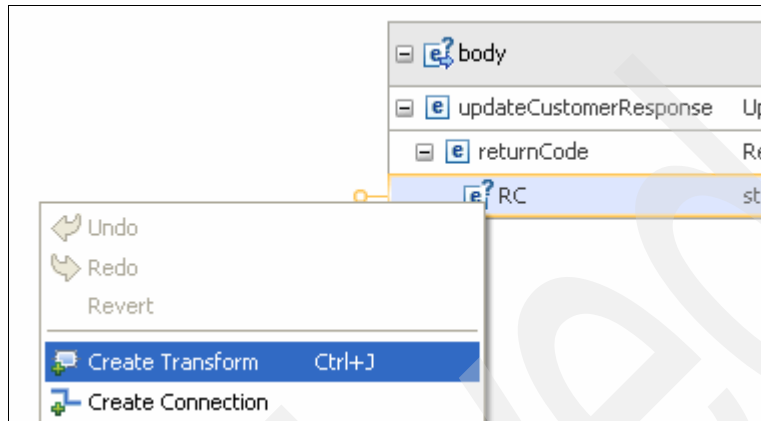 body
updateCustomerResponse Up
returnCode Re
RC st
Undo
Redo
Revert
Create Transform Ctrl+J
Create Connection